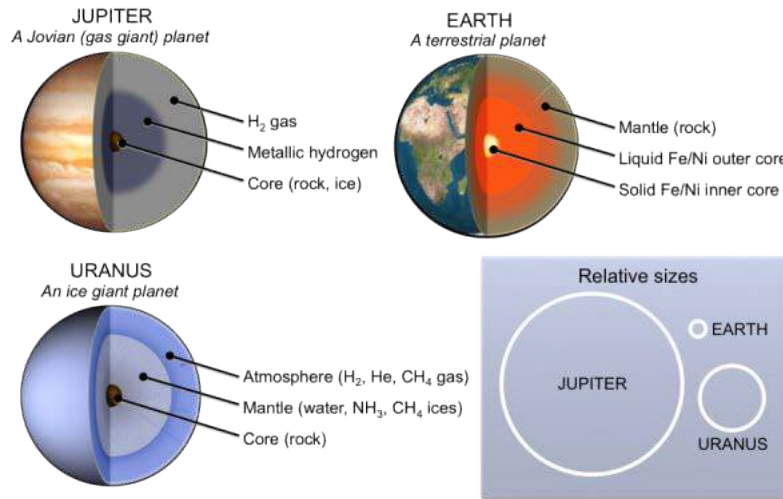 JUPITER
A Jovian (gas giant) planet
H₂ gas
Metallic hydrogen
Core (rock, ice)
EARTH
A terrestrial planet
Mantle (rock)
Liquid Fe/Ni outer core
Solid Fe/Ni inner core
URANUS
An ice giant planet
Atmosphere (H₂, He, CH₄ gas)
Mantle (water, NH₃, CH₄ ices)
Core (rock)
Relative sizes
JUPITER
EARTH
URANUS